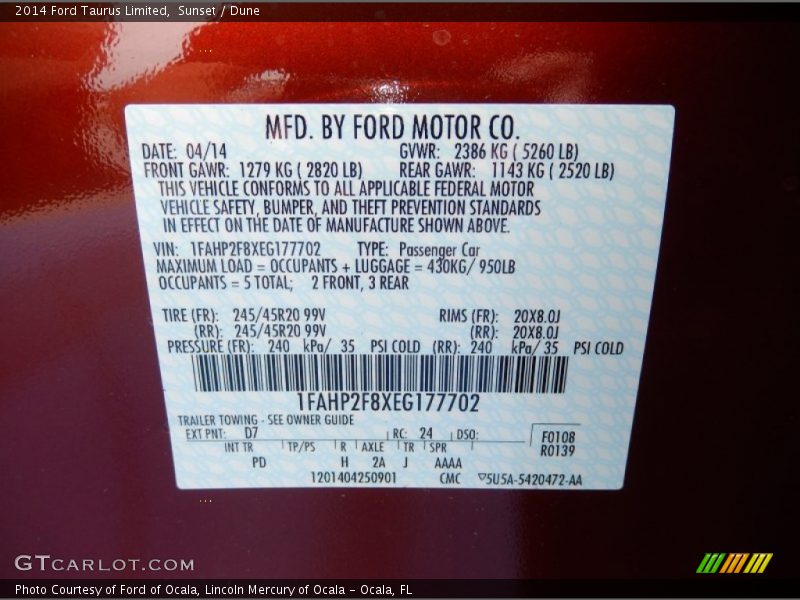 2014 Ford Taurus Limited, Sunset / Dune
MFD. BY FORD MOTOR CO.
DATE: 04/14 GVWR: 2386 KG ( 5260 LB)
FRONT GAWR: 1279 KG ( 2820 LB) REAR GAWR: 1143 KG ( 2520 LB)
THIS VEHICLE CONFORMS TO ALL APPLICABLE FEDERAL MOTOR
VEHICLE SAFETY, BUMPER, AND THEFT PREVENTION STANDARDS
IN EFFECT ON THE DATE OF MANUFACTURE SHOWN ABOVE.
VIN: 1FAHP2F8XEG177702 TYPE: Passenger Car
MAXIMUM LOAD = OCCUPANTS + LUGGAGE = 430KG/ 950LB
OCCUPANTS = 5 TOTAL; 2 FRONT, 3 REAR
TIRE (FR): 245/45R20 99V RIMS (FR): 20X8.0J
(RR): 245/45R20 99V (RR): 20X8.0J
PRESSURE (FR): 240 kPa/ 35 PSI COLD (RR): 240 kPa/ 35 PSI COLD
1FAHP2F8XEG177702
TRAILER TOWING - SEE OWNER GUIDE
EXT PNT: D7 RC: 24 DSO: F0108
INT TR TP/PS R AXLE TR SPR R0139
PD H 2A J AAAA
1201404250901 CMC ▽5U5A-5420472-AA
GTCARLOT.COM
Photo Courtesy of Ford of Ocala, Lincoln Mercury of Ocala - Ocala, FL